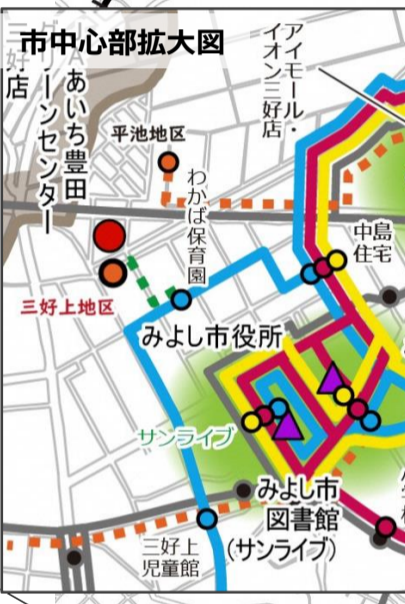 市中心部拡大図
アイモール・
イオン三好店
JAあいち豊田
グリーンセンター
三好店
平池地区
わかば保育園
中島
住宅
三好上地区
みよし市役所
サンライブ
みよし市
図書館
(サンライブ)
三好上
児童館